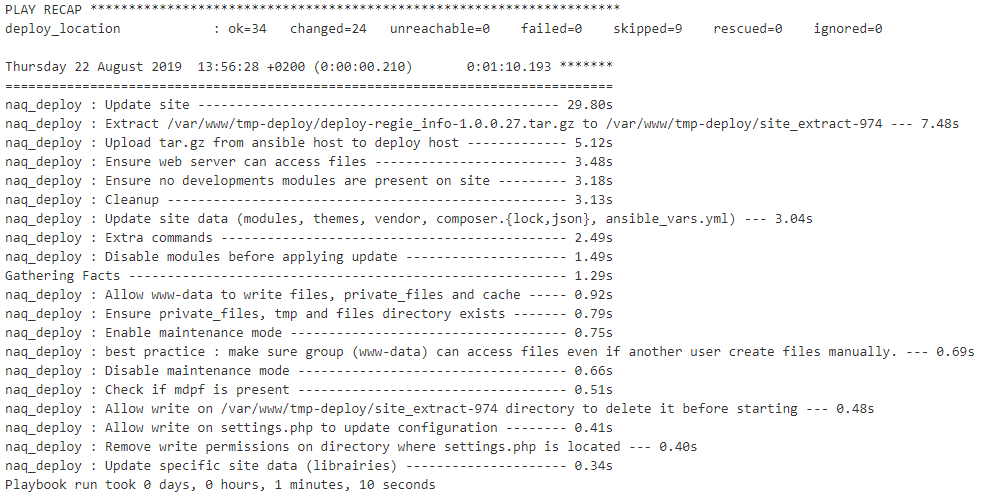 PLAY RECAP *********************************************************************
deploy_location            : ok=34   changed=24   unreachable=0    failed=0    skipped=9    rescued=0    ignored=0
Thursday 22 August 2019  13:56:28 +0200 (0:00:00.210)       0:01:10.193 *******
===============================================================================
naq_deploy : Update site ----------------------------------------------- 29.80s
naq_deploy : Extract /var/www/tmp-deploy/deploy-regie_info-1.0.0.27.tar.gz to /var/www/tmp-deploy/site_extract-974 --- 7.48s
naq_deploy : Upload tar.gz from ansible host to deploy host ------------- 5.12s
naq_deploy : Ensure web server can access files ------------------------- 3.48s
naq_deploy : Ensure no developments modules are present on site --------- 3.18s
naq_deploy : Cleanup ---------------------------------------------------- 3.13s
naq_deploy : Update site data (modules, themes, vendor, composer.{lock,json}, ansible_vars.yml) --- 3.04s
naq_deploy : Extra commands --------------------------------------------- 2.49s
naq_deploy : Disable modules before applying update --------------------- 1.49s
Gathering Facts --------------------------------------------------------- 1.29s
naq_deploy : Allow www-data to write files, private_files and cache ----- 0.92s
naq_deploy : Ensure private_files, tmp and files directory exists ------- 0.79s
naq_deploy : Enable maintenance mode ------------------------------------ 0.75s
naq_deploy : best practice : make sure group (www-data) can access files even if another user create files manually. --- 0.69s
naq_deploy : Disable maintenance mode ----------------------------------- 0.66s
naq_deploy : Check if mdpf is present ----------------------------------- 0.51s
naq_deploy : Allow write on /var/www/tmp-deploy/site_extract-974 directory to delete it before starting --- 0.48s
naq_deploy : Allow write on settings.php to update configuration -------- 0.41s
naq_deploy : Remove write permissions on directory where settings.php is located --- 0.40s
naq_deploy : Update specific site data (librairies) --------------------- 0.34s
Playbook run took 0 days, 0 hours, 1 minutes, 10 seconds